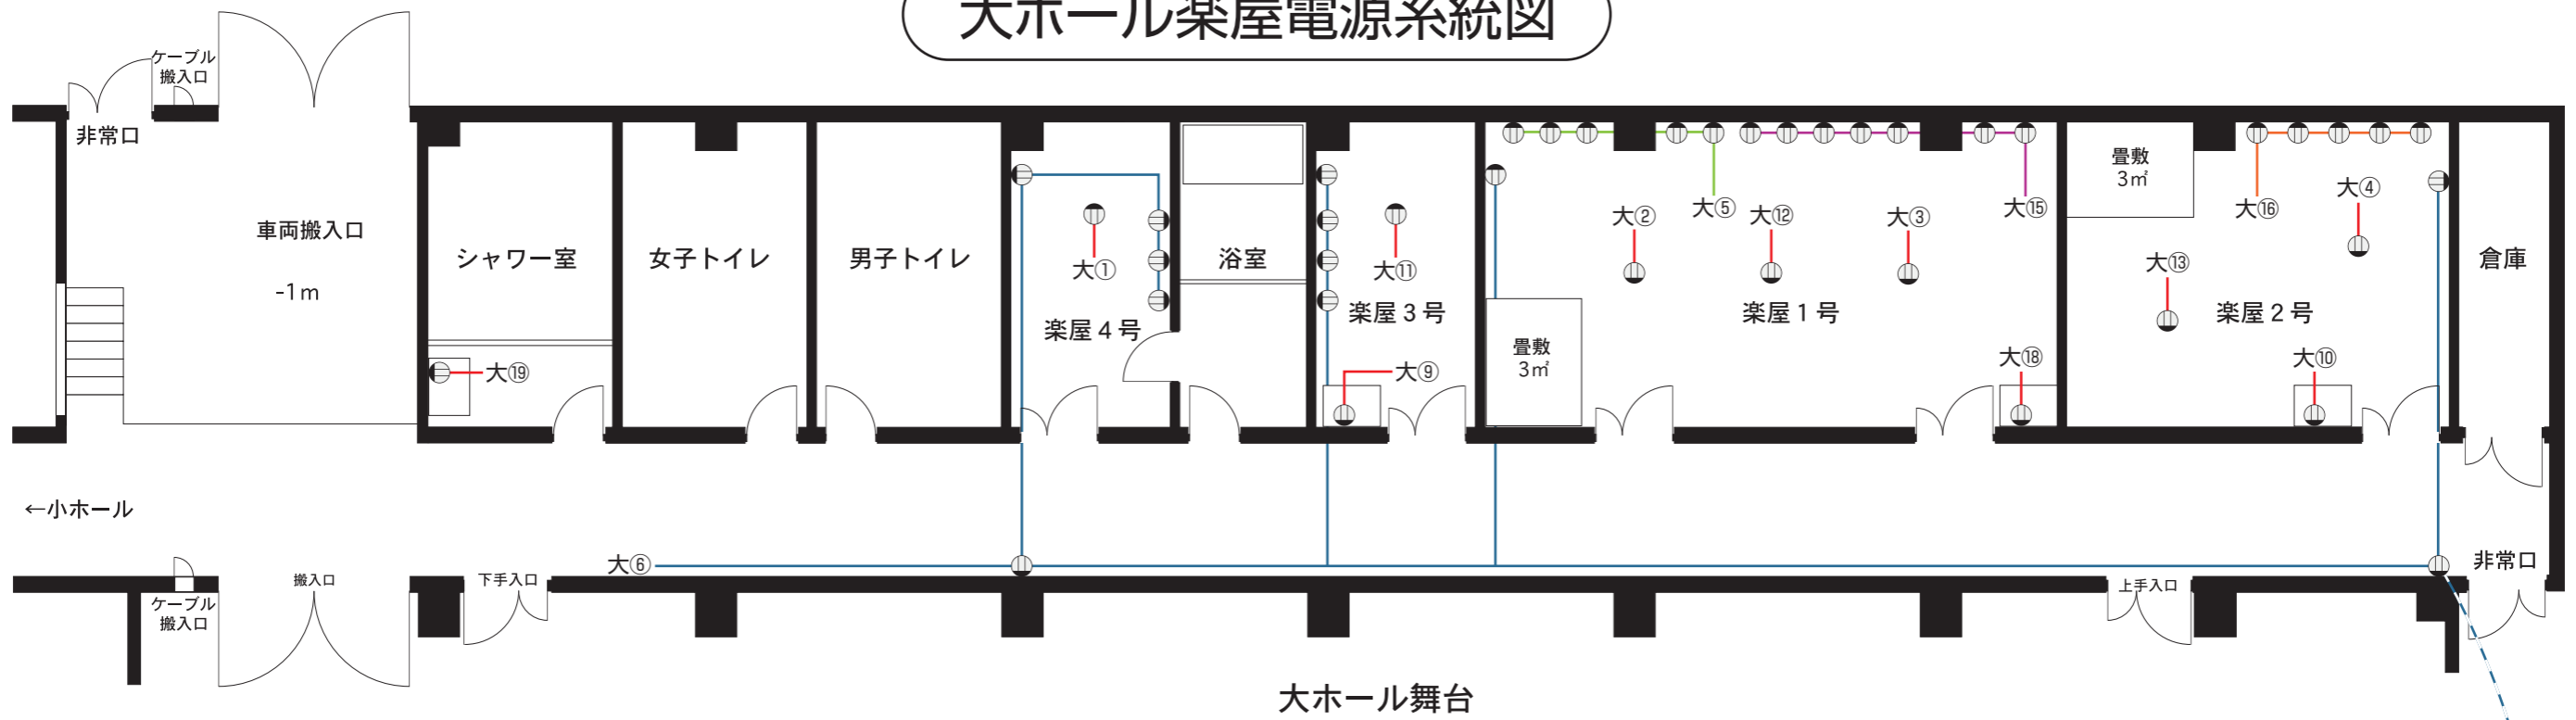 大ホール楽屋電源系統図
ケーブル
搬入口
非常口
車両搬入口
-1m
シャワー室
大⑲
女子トイレ
男子トイレ
大①
楽屋4号
浴室
大⑪
楽屋3号
大⑨
畳敷
3㎡
大②
大⑤
大⑫
大③
大⑮
楽屋1号
大⑱
畳敷
3㎡
大⑯
大④
大⑬
楽屋2号
大⑩
倉庫
←小ホール
大⑥
非常口
搬入口
下手入口
上手入口
ケーブル
搬入口
大ホール舞台